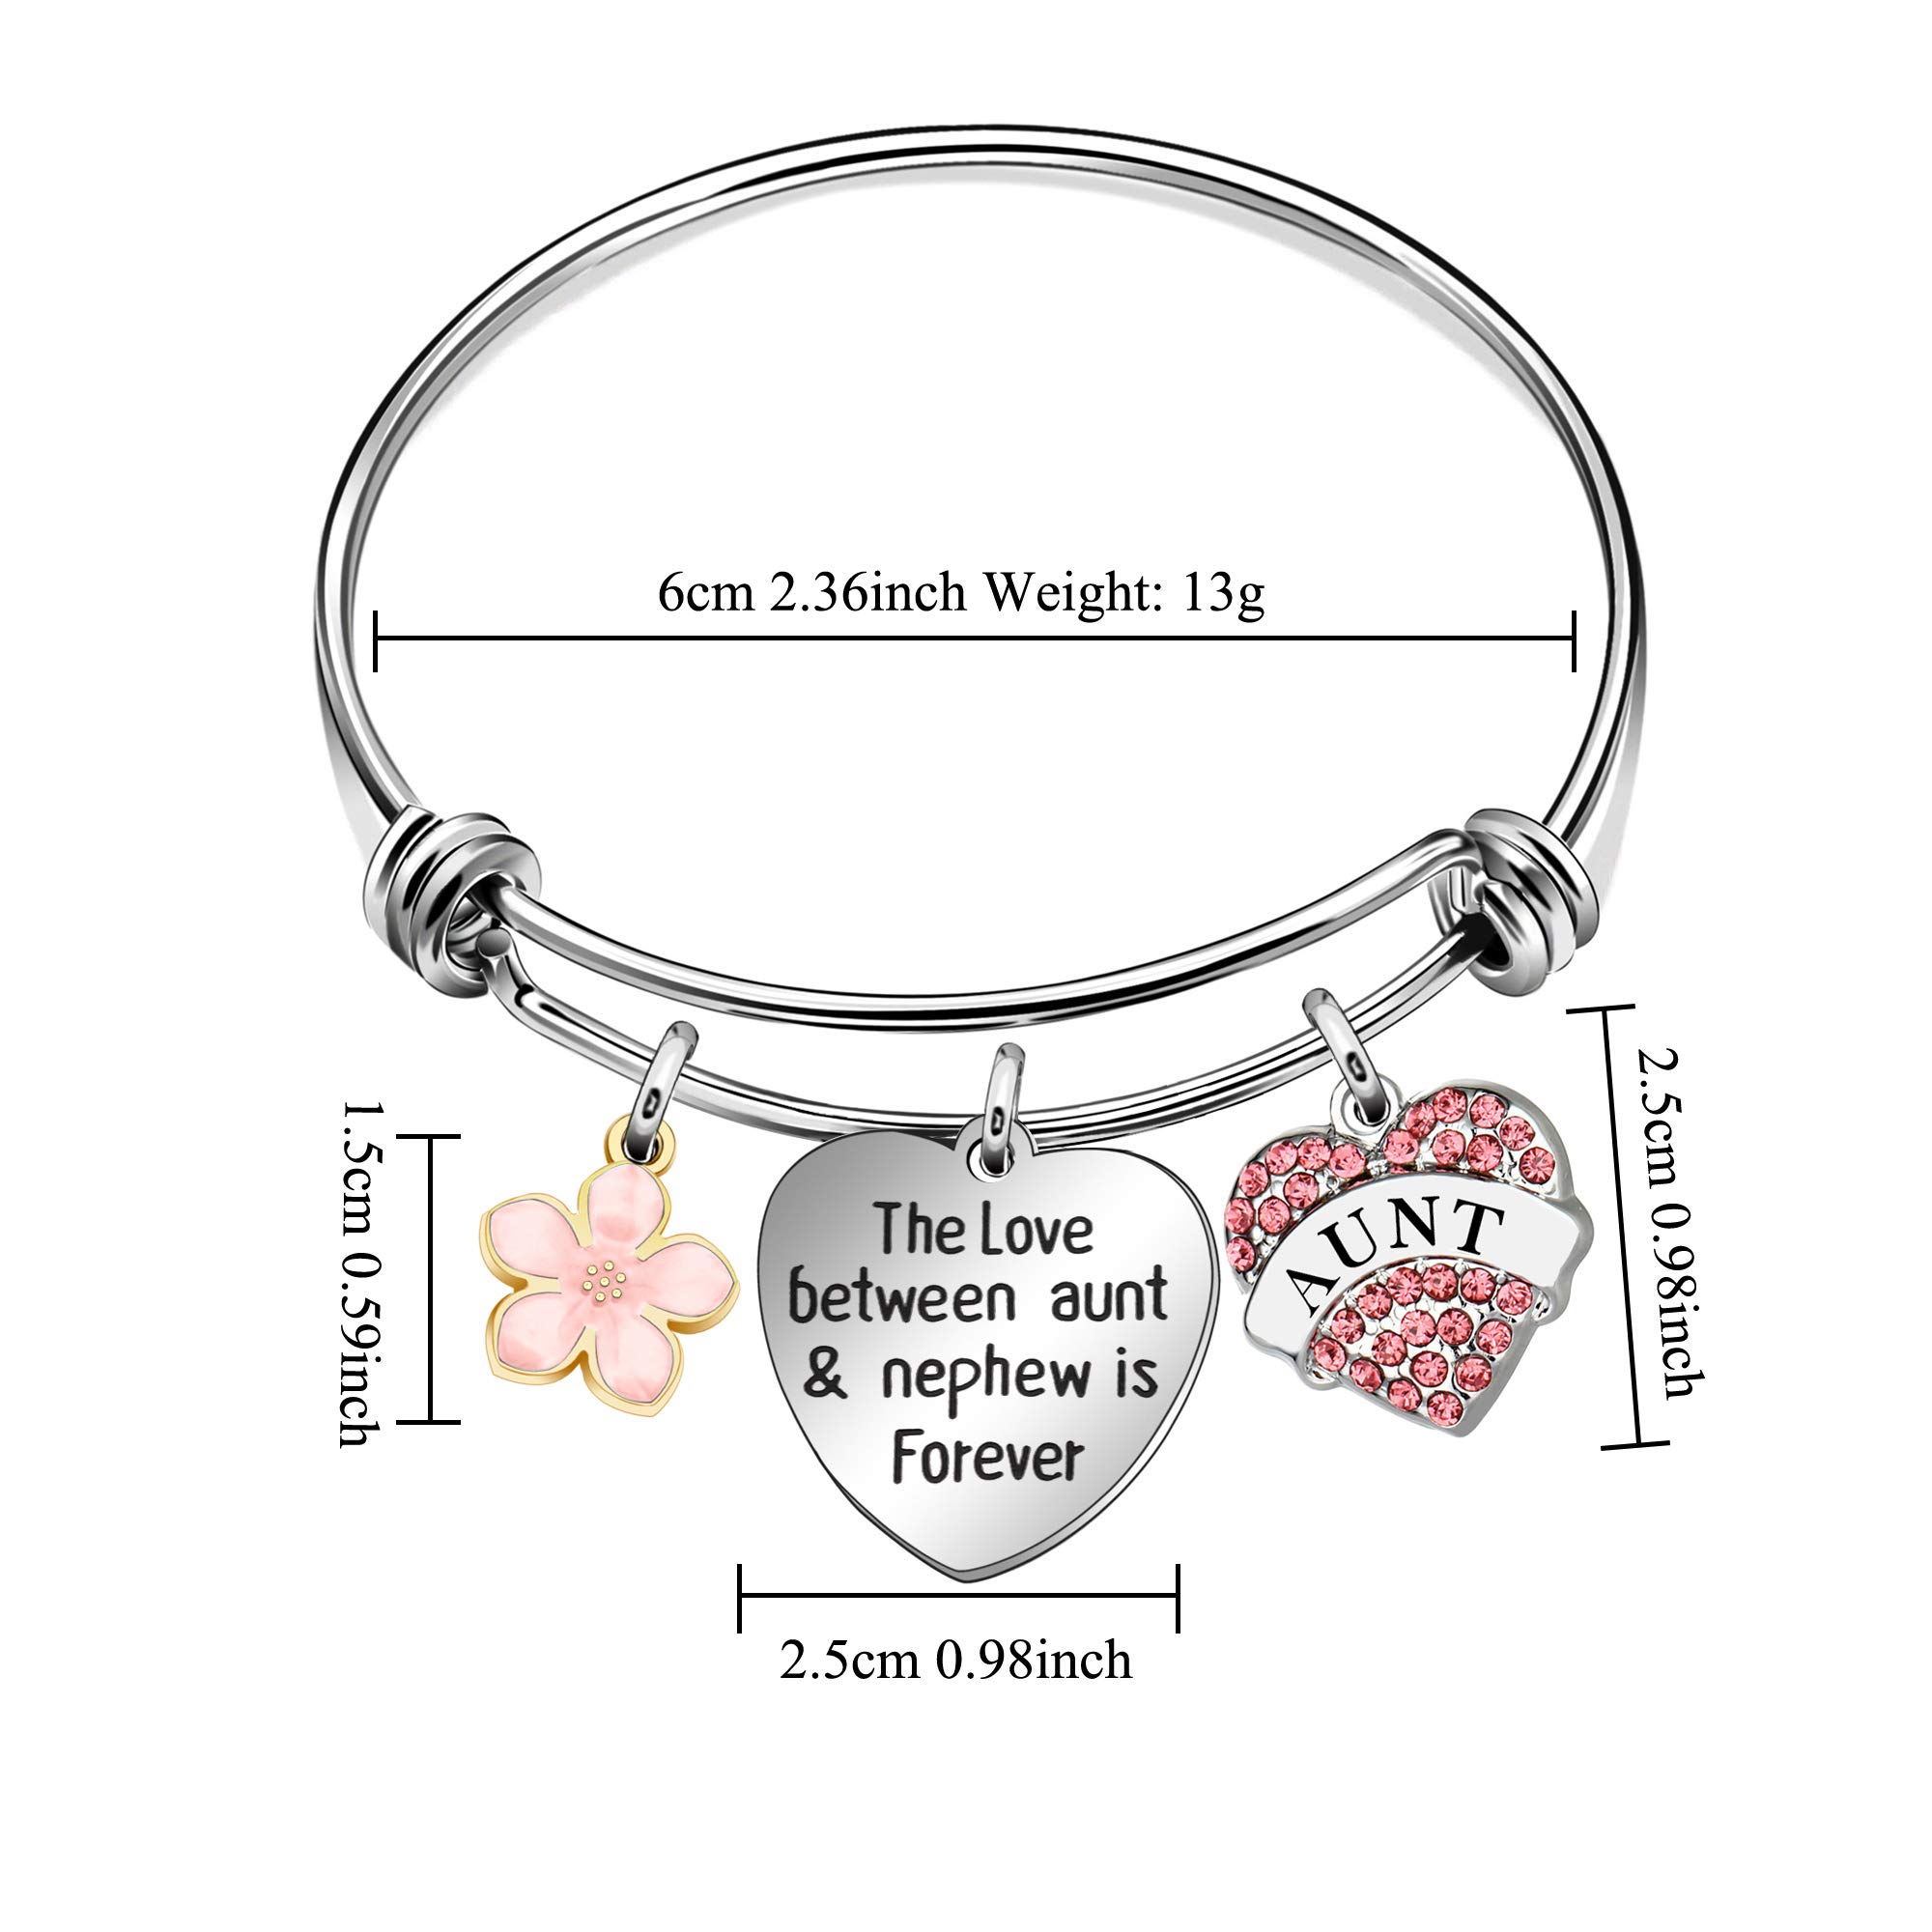 6cm 2.36inch Weight: 13g
1.5cm 0.59inch
The Love
between aunt
& nephew is
Forever
AUNT
2.5cm 0.98inch
2.5cm 0.98inch